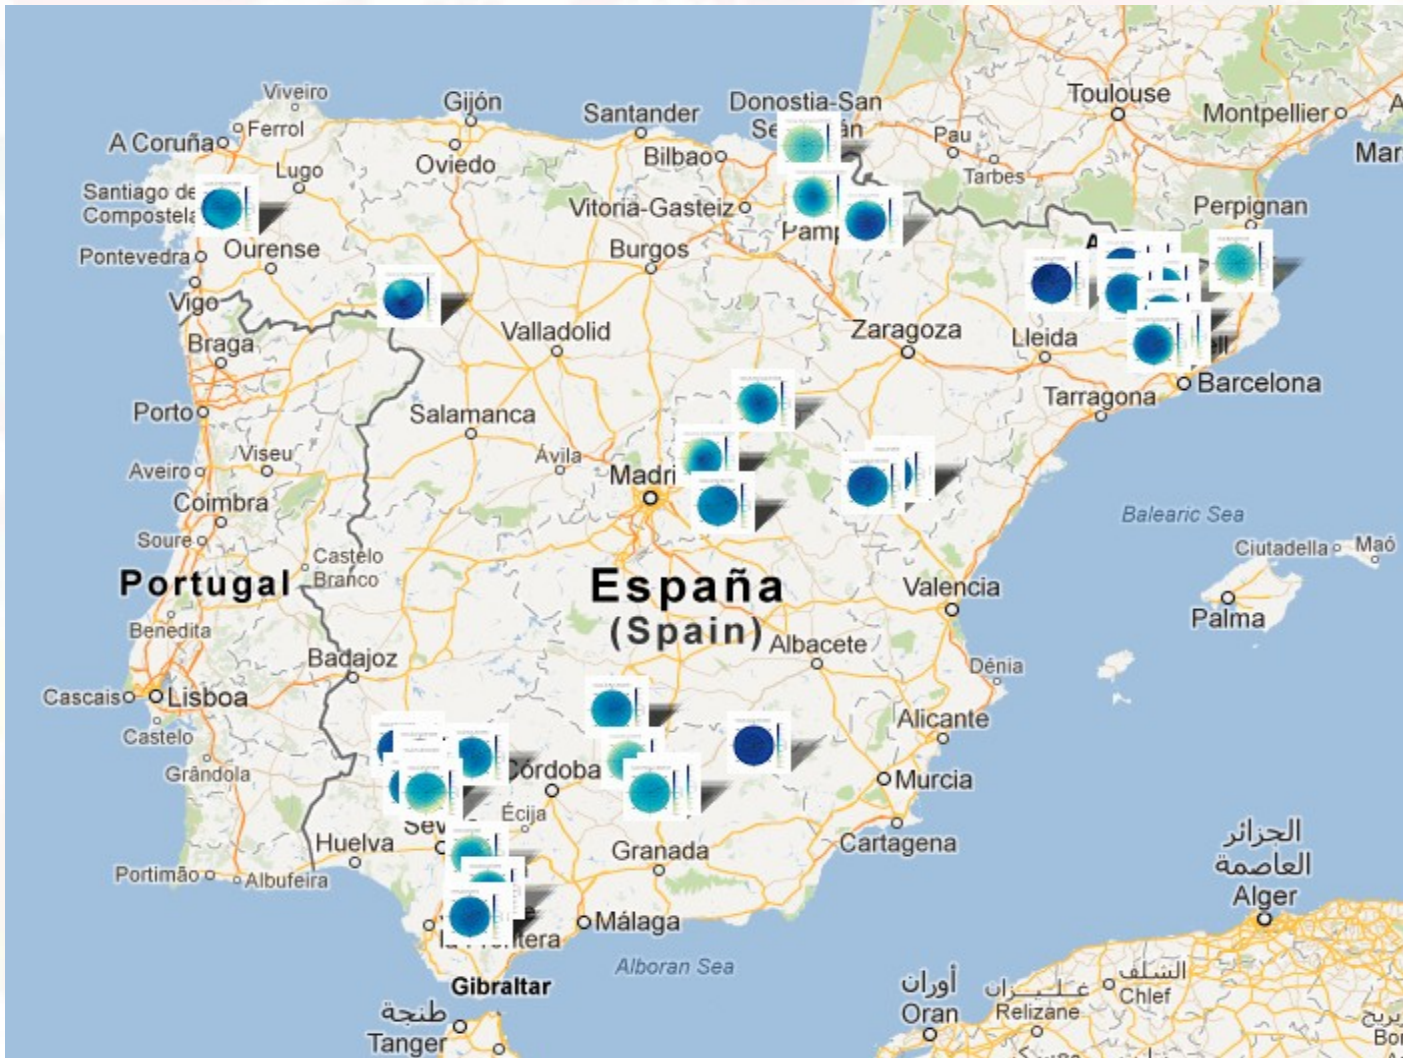 Viveiro
Ferrol
A Coruña
Lugo
Santiago de
Compostela
Ourense
Pontevedra
Vigo
Gijón
Oviedo
Santander
Bilbao
Donostia-San
Vitoria-Gasteiz
Burgos
Pau
Tarbes
Toulouse
Montpellier
Perpignan
Braga
Valladolid
Zaragoza
Lleida
Barcelona
Tarragona
Porto
Salamanca
Aveiro
Viseu
Ávila
Coimbra
Soure
Castelo
Branco
Portugal
España
(Spain)
Valencia
Balearic Sea
Ciutadella
Maó
Palma
Benedita
Badajoz
Albacete
Dénia
Cascais
Lisboa
Castelo
Grândola
Alicante
Murcia
Córdoba
Écija
Huelva
Granada
Cartagena
Portimão
Albufeira
Málaga
la Frontera
Alboran Sea
Gibraltar
طنجة
Tanger
الجزائر
العاصمة
Alger
الشلف
Chlef
غليزان
Relizane
أوران
Oran